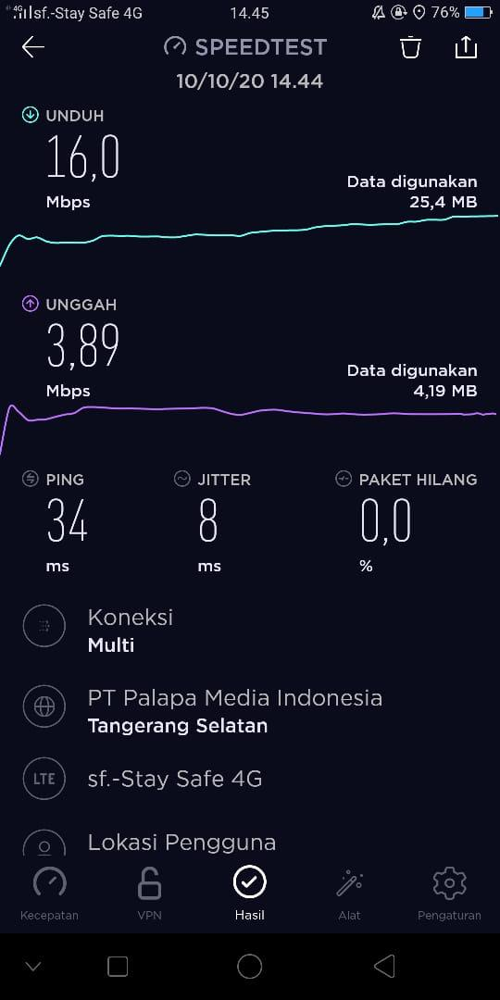 4G sf.-Stay Safe 4G 14.45 76%
SPEEDTEST
10/10/20 14.44
UNDUH
16,0
Mbps
Data digunakan
25,4 MB
UNGGAH
3,89
Mbps
Data digunakan
4,19 MB
PING JITTER PAKET HILANG
34 8 0,0
ms ms %
Koneksi
Multi
PT Palapa Media Indonesia
Tangerang Selatan
LTE sf.-Stay Safe 4G
Lokasi Pengguna
Kecepatan VPN Hasil Alat Pengaturan